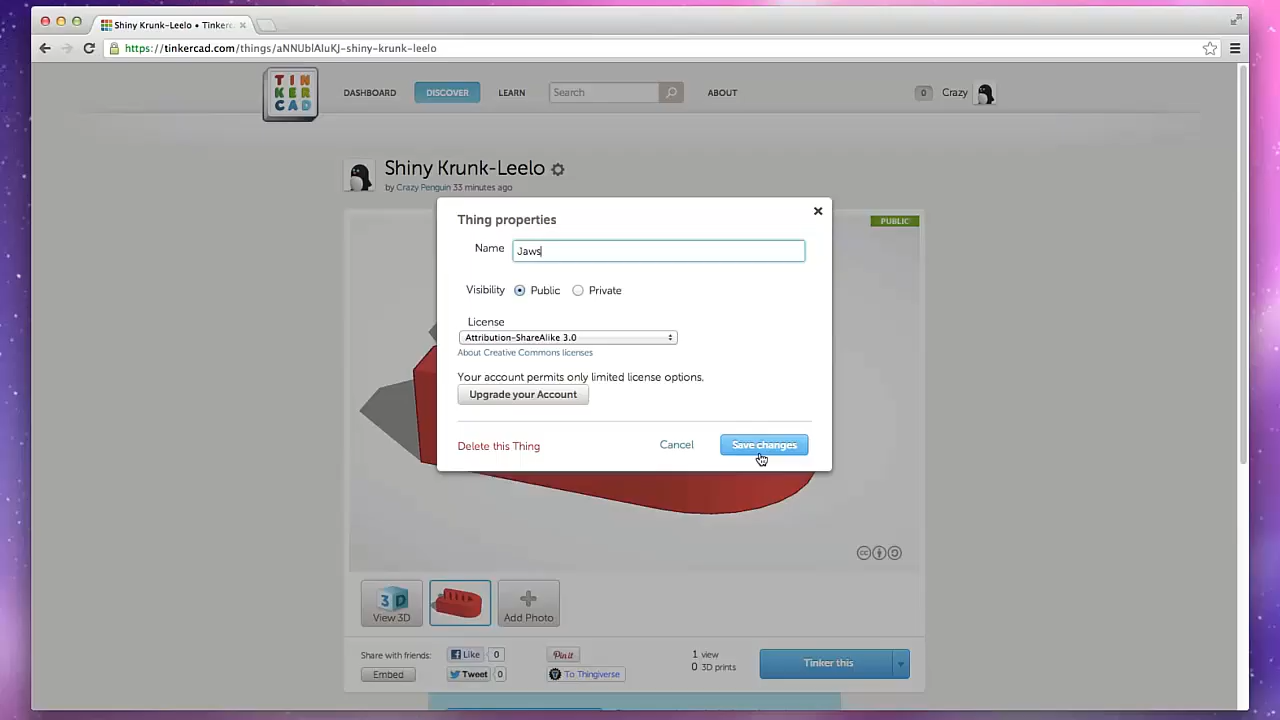 Shiny Krunk-Leelo • Tinkerc
https://tinkercad.com/things/aNNUblAluKJ-shiny-krunk-leelo
TIN
KER
CAD
DASHBOARD
DISCOVER
LEARN
Search
ABOUT
0
Crazy
Shiny Krunk-Leelo
by Crazy Penguin 33 minutes ago
PUBLIC
Thing properties
Name
Jaws
Visibility
Public
Private
License
Attribution-ShareAlike 3.0
About Creative Commons licenses
Your account permits only limited license options.
Upgrade your Account
Delete this Thing
Cancel
Save changes
cc
3D
View 3D
Add Photo
Share with friends:
Like
0
Pin it
1 view
0 3D prints
Tinker this
Embed
Tweet
0
To Thingiverse